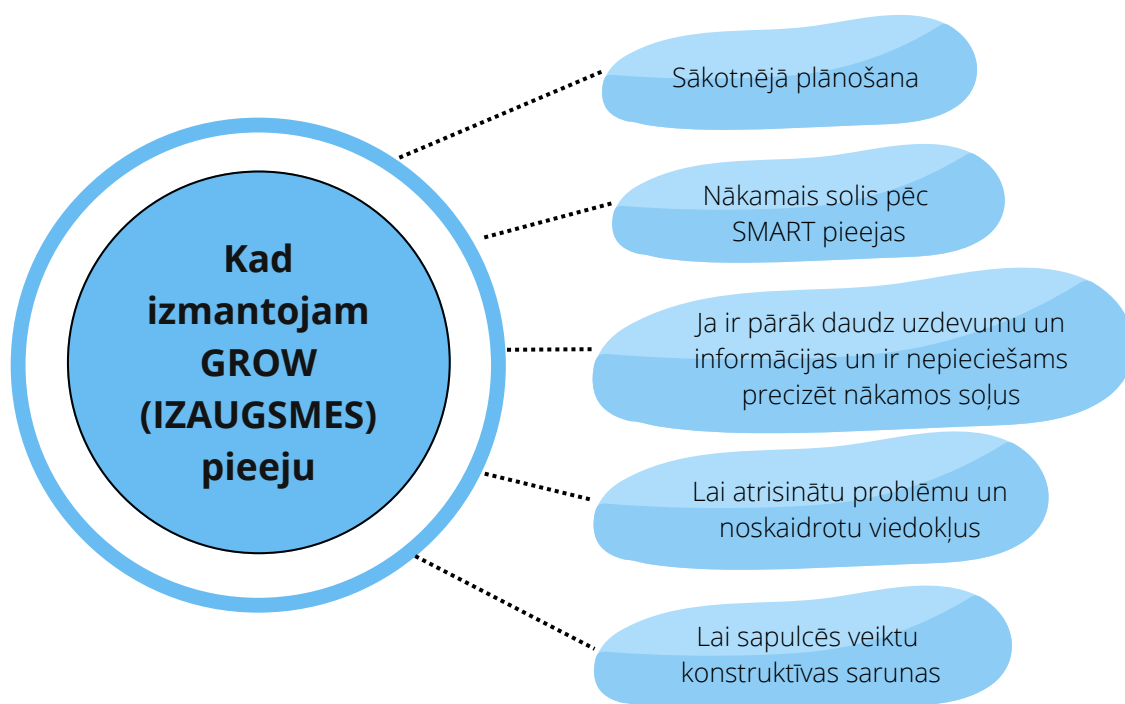 Kad
izmantojam
GROW
(IZAUGSMES)
pieeju
Sākotnējā plānošana
Nākamais solis pēc
SMART pieejas
Ja ir pārāk daudz uzdevumu un
informācijas un ir nepieciešams
precizēt nākamos soļus
Lai atrisinātu problēmu un
noskaidrotu viedokļus
Lai sapulcēs veiktu
konstruktīvas sarunas